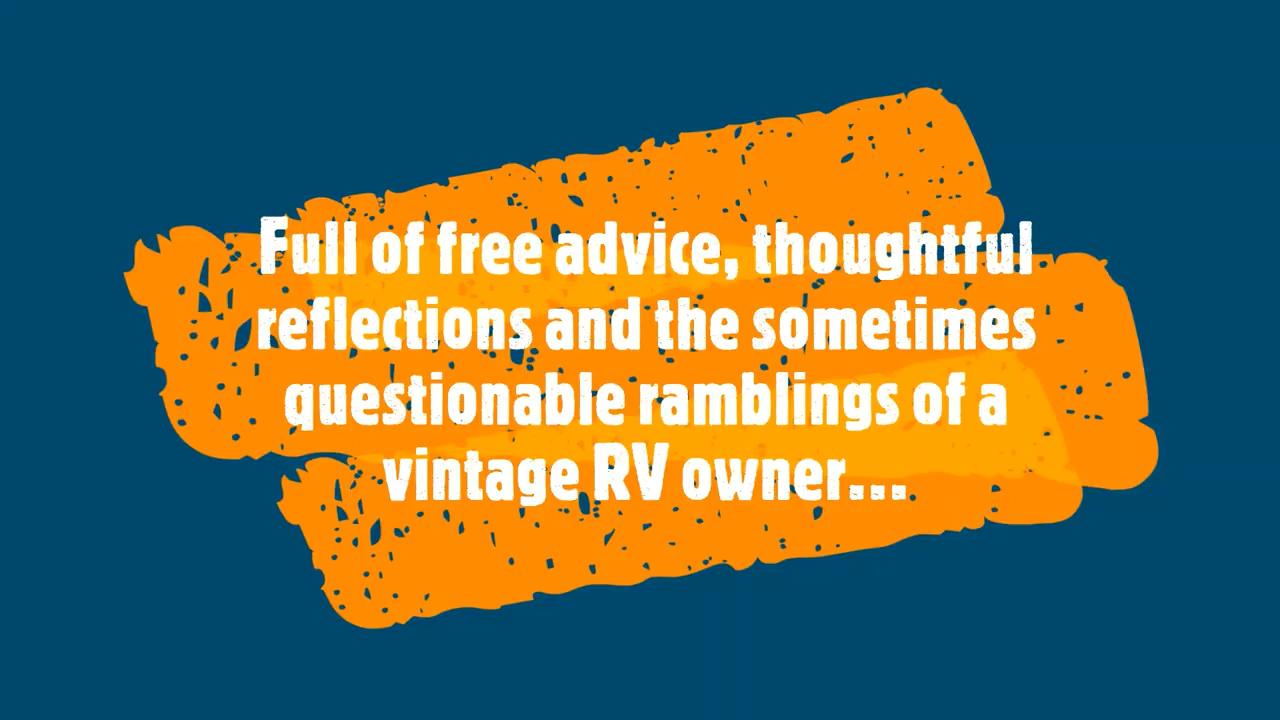 Full of free advice, thoughtful
reflections and the sometimes
questionable ramblings of a
vintage RV owner...